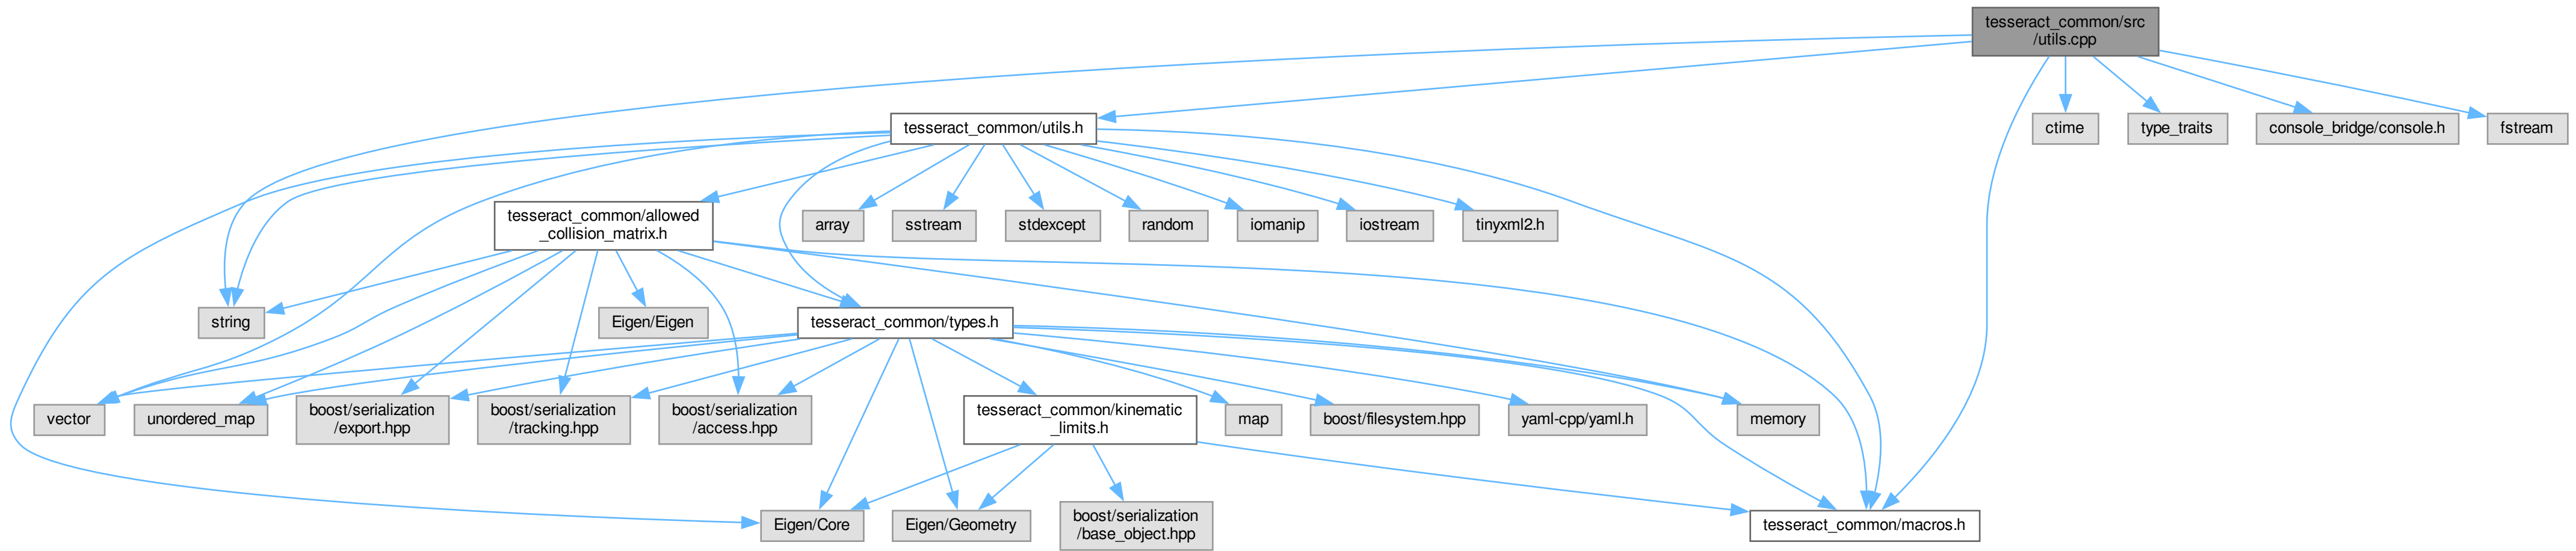 tesseract_common/src
/utils.cpp
tesseract_common/utils.h
ctime
type_traits
console_bridge/console.h
fstream
tesseract_common/allowed
_collision_matrix.h
array
sstream
stdexcept
random
iomanip
iostream
tinyxml2.h
string
Eigen/Eigen
tesseract_common/types.h
vector
unordered_map
boost/serialization
/export.hpp
boost/serialization
/tracking.hpp
boost/serialization
/access.hpp
tesseract_common/kinematic
_limits.h
map
boost/filesystem.hpp
yaml-cpp/yaml.h
memory
Eigen/Core
Eigen/Geometry
boost/serialization
/base_object.hpp
tesseract_common/macros.h